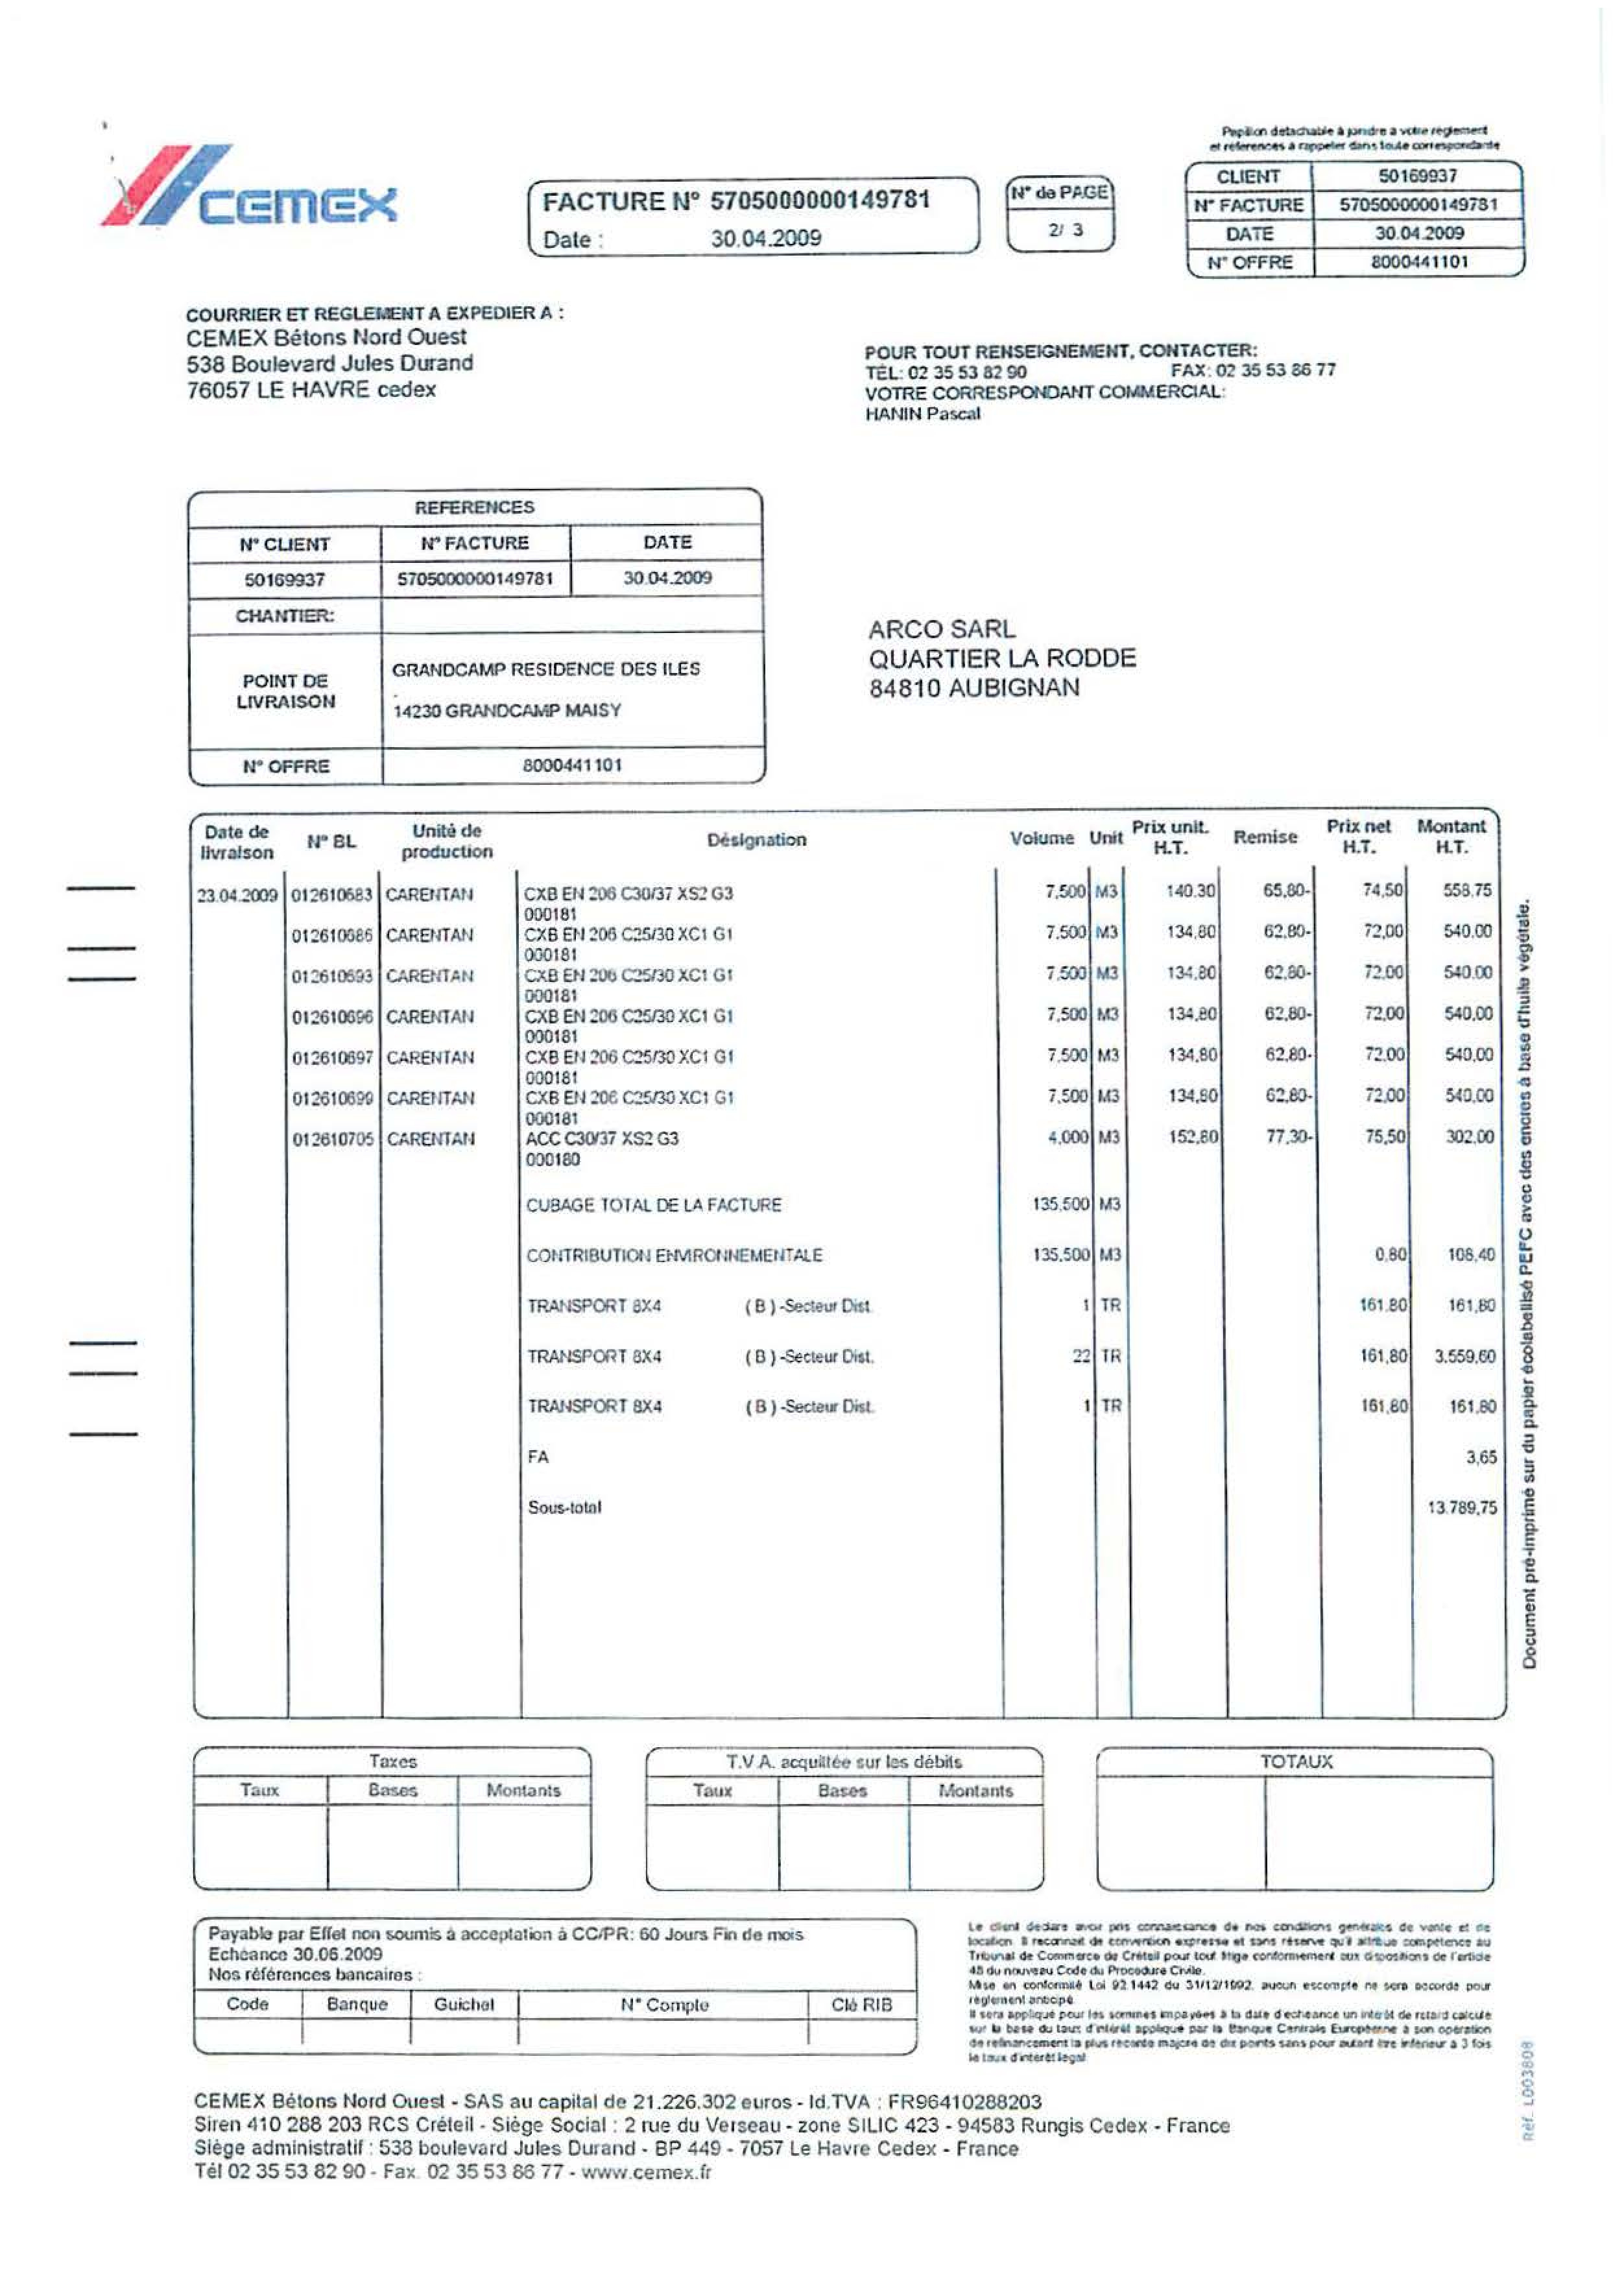 Papillon detachable à joindre a votre réglement
et references à rappeler dans toute correspondante
CEMEX
FACTURE N° 5705000000149781
Date : 30.04.2009
N° de PAGE
2/ 3
CLIENT 50169937
N° FACTURE 5705000000149781
DATE 30.04.2009
N° OFFRE 8000441101
COURRIER ET REGLEMENT A EXPEDIER A :
CEMEX Bétons Nord Ouest
538 Boulevard Jules Durand
76057 LE HAVRE cedex
POUR TOUT RENSEIGNEMENT, CONTACTER:
TEL: 02 35 53 82 90 FAX: 02 35 53 86 77
VOTRE CORRESPONDANT COMMERCIAL:
HANIN Pascal
REFERENCES
N° CLIENT N° FACTURE DATE
50169937 5705000000149781 30.04.2009
CHANTIER:
POINT DE LIVRAISON
GRANDCAMP RESIDENCE DES ILES
14230 GRANDCAMP MAISY
N° OFFRE 8000441101
ARCO SARL
QUARTIER LA RODDE
84810 AUBIGNAN
Date de livraison N° BL Unité de production Désignation Volume Unit Prix unit. H.T. Remise Prix net H.T. Montant H.T.
23.04.2009 012610683 CARENTAN CXB EN 206 C30/37 XS2 G3 7,500 M3 140.30 65,80- 74,50 558,75
000181
012610686 CARENTAN CXB EN 206 C25/30 XC1 G1 7,500 M3 134,80 62,80- 72,00 540,00
000181
012610693 CARENTAN CXB EN 206 C25/30 XC1 G1 7,500 M3 134,80 62,80- 72,00 540,00
000181
012610696 CARENTAN CXB EN 206 C25/30 XC1 G1 7,500 M3 134,80 62,80- 72,00 540,00
000181
012610697 CARENTAN CXB EN 206 C25/30 XC1 G1 7,500 M3 134,80 62,80- 72,00 540,00
000181
012610699 CARENTAN CXB EN 206 C25/30 XC1 G1 7,500 M3 134,80 62,80- 72,00 540,00
000181
012610705 CARENTAN ACC C30/37 XS2 G3 4,000 M3 152,80 77,30- 75,50 302,00
000180
CUBAGE TOTAL DE LA FACTURE 135,500 M3
CONTRIBUTION ENVIRONNEMENTALE 135,500 M3 0,80 108,40
TRANSPORT 8X4 ( B ) -Secteur Dist. 1 TR 161,80 161,80
TRANSPORT 8X4 ( B ) -Secteur Dist. 22 TR 161,80 3.559,60
TRANSPORT 8X4 ( B ) -Secteur Dist. 1 TR 161,80 161,80
FA 3,65
Sous-total 13.789,75
Document pré-imprimé sur du papier écolabellisé PEFC avec des encres à base d'huile végétale.
Taxes
Taux Bases Montants
T.V.A. acquittée sur les débits
Taux Bases Montants
TOTAUX
Payable par Effet non soumis à acceptation à CC/PR: 60 Jours Fin de mois
Echéance 30.06.2009
Nos références bancaires :
Code Banque Guichet N° Compte Clé RIB
Le client declare avoir pris connaissance de nos conditions generales de vente et de
location. Il reconnait de convention expresse et sans réserve qu'il attribue competence au
Tribunal de Commerce de Créteil pour tout litige conformement aux dispositions de l'article
48 du nouveau Code du Procedure Civile.
Mise en conformité Loi 92.1442 du 31/12/1992. aucun escompte ne sera accorde pour
règlement anticipé
Il sera applique pour les sommes impayées à la date d'echeance un intérêt de retard calcule
sur la base du taux d'intérêt applique par la Banque Centrale Européenne à son opération
de refinancement la plus recente majore de dix points sans pour autant être inferieur à 3 fois
le taux d'intérêt legal
CEMEX Bétons Nord Ouest - SAS au capital de 21.226.302 euros - Id.TVA : FR96410288203
Siren 410 288 203 RCS Créteil - Siège Social : 2 rue du Verseau - zone SILIC 423 - 94583 Rungis Cedex - France
Siège administratif : 538 boulevard Jules Durand - BP 449 - 7057 Le Havre Cedex - France
Tél 02 35 53 82 90 - Fax. 02 35 53 86 77 - www.cemex.fr
Réf. L003808